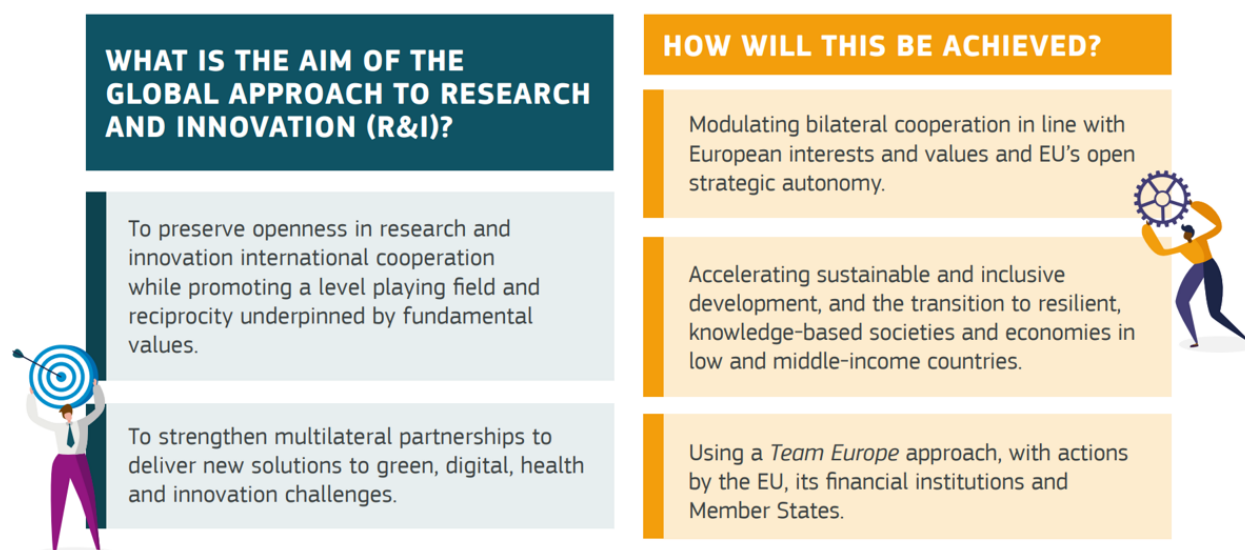 WHAT IS THE AIM OF THE
GLOBAL APPROACH TO RESEARCH
AND INNOVATION (R&I)?
To preserve openness in research and
innovation international cooperation
while promoting a level playing field and
reciprocity underpinned by fundamental
values.
To strengthen multilateral partnerships to
deliver new solutions to green, digital, health
and innovation challenges.
HOW WILL THIS BE ACHIEVED?
Modulating bilateral cooperation in line with
European interests and values and EU’s open
strategic autonomy.
Accelerating sustainable and inclusive
development, and the transition to resilient,
knowledge-based societies and economies in
low and middle-income countries.
Using a Team Europe approach, with actions
by the EU, its financial institutions and
Member States.